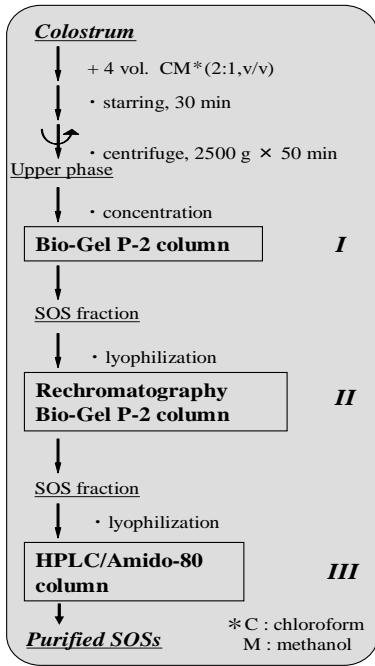 Colostrum
+ 4 vol. CM*(2:1,v/v)
・starring, 30 min
・centrifuge, 2500 g × 50 min
Upper phase
・concentration
Bio-Gel P-2 column
I
SOS fraction
・lyophilization
Rechromatography
Bio-Gel P-2 column
II
SOS fraction
・lyophilization
HPLC/Amido-80
column
III
Purified SOSs
*C : chloroform
M : methanol